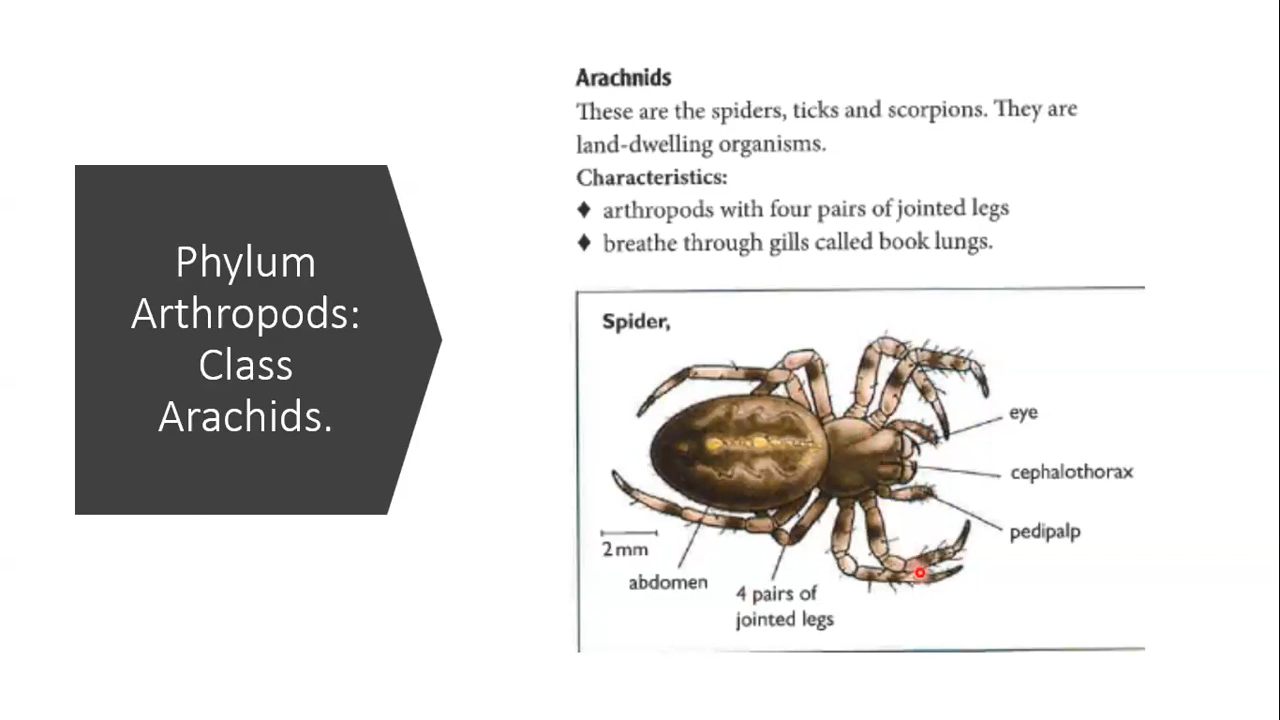 Phylum
Arthropods:
Class
Arachids.
Arachnids
These are the spiders, ticks and scorpions. They are
land-dwelling organisms.
Characteristics:
♦ arthropods with four pairs of jointed legs
♦ breathe through gills called book lungs.
Spider,
eye
cephalothorax
pedipalp
2 mm
abdomen
4 pairs of
jointed legs